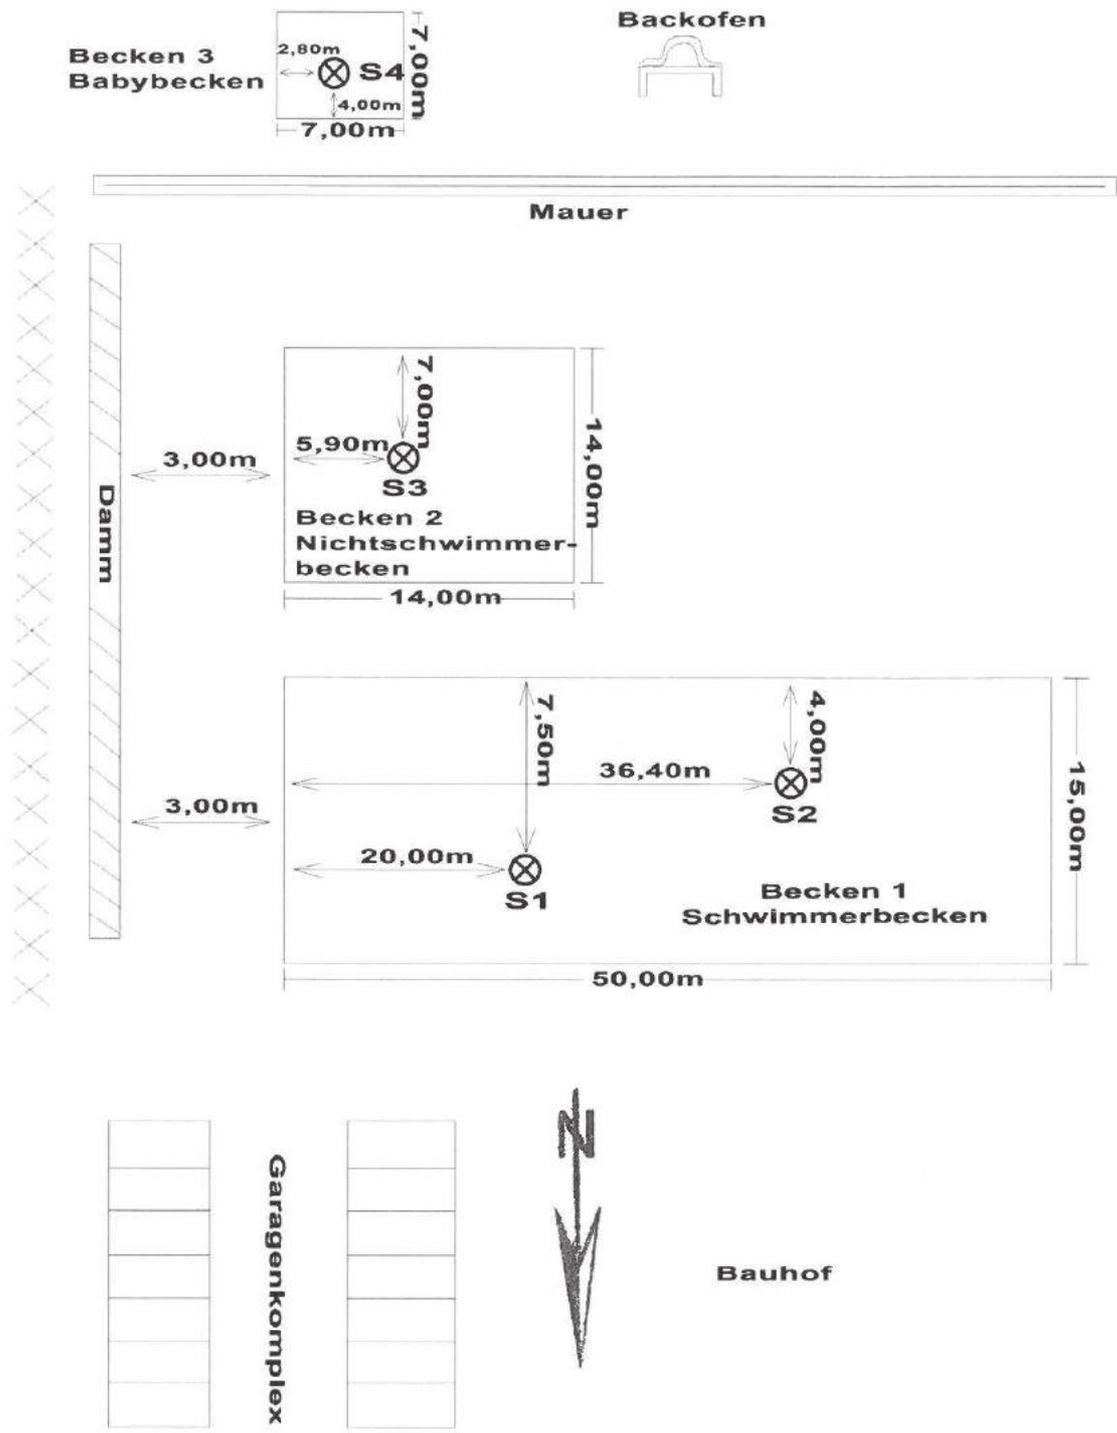 Backofen
Becken 3
Babybecken
2,80m
S4
4,00m
7,00m
7,00m
Mauer
Damm
3,00m
7,00m
5,90m
S3
Becken 2
Nichtschwimmer-
becken
14,00m
14,00m
3,00m
7,50m
4,00m
36,40m
S2
20,00m
S1
Becken 1
Schwimmerbecken
15,00m
50,00m
Garagenkomplex
N
Bauhof